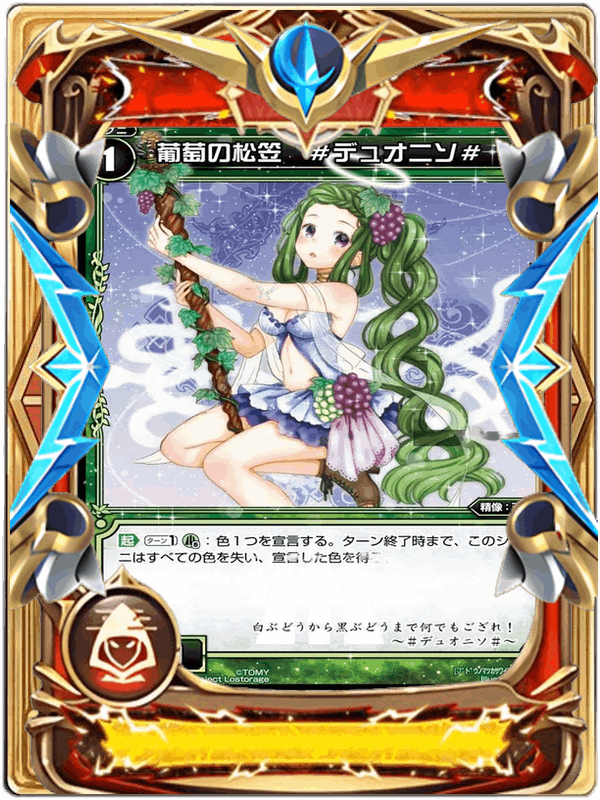 1
葡萄の松笠　＃デュオニソ＃
精像：
起 ターン1 ：色１つを宣言する。ターン終了時まで、このシ
ニはすべての色を失い、宣言した色を得
白ぶどうから黒ぶどうまで何でもござれ！
～＃デュオニソ＃～
©TOMY
lect Lostorage
Illu